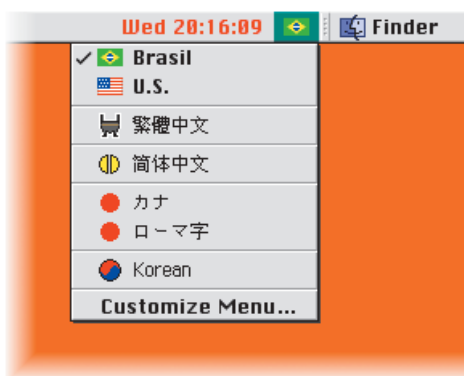 Wed 20:16:09 Finder
Brasil
U.S.
繁體中文
简体中文
カナ
ローマ字
Korean
Customize Menu...